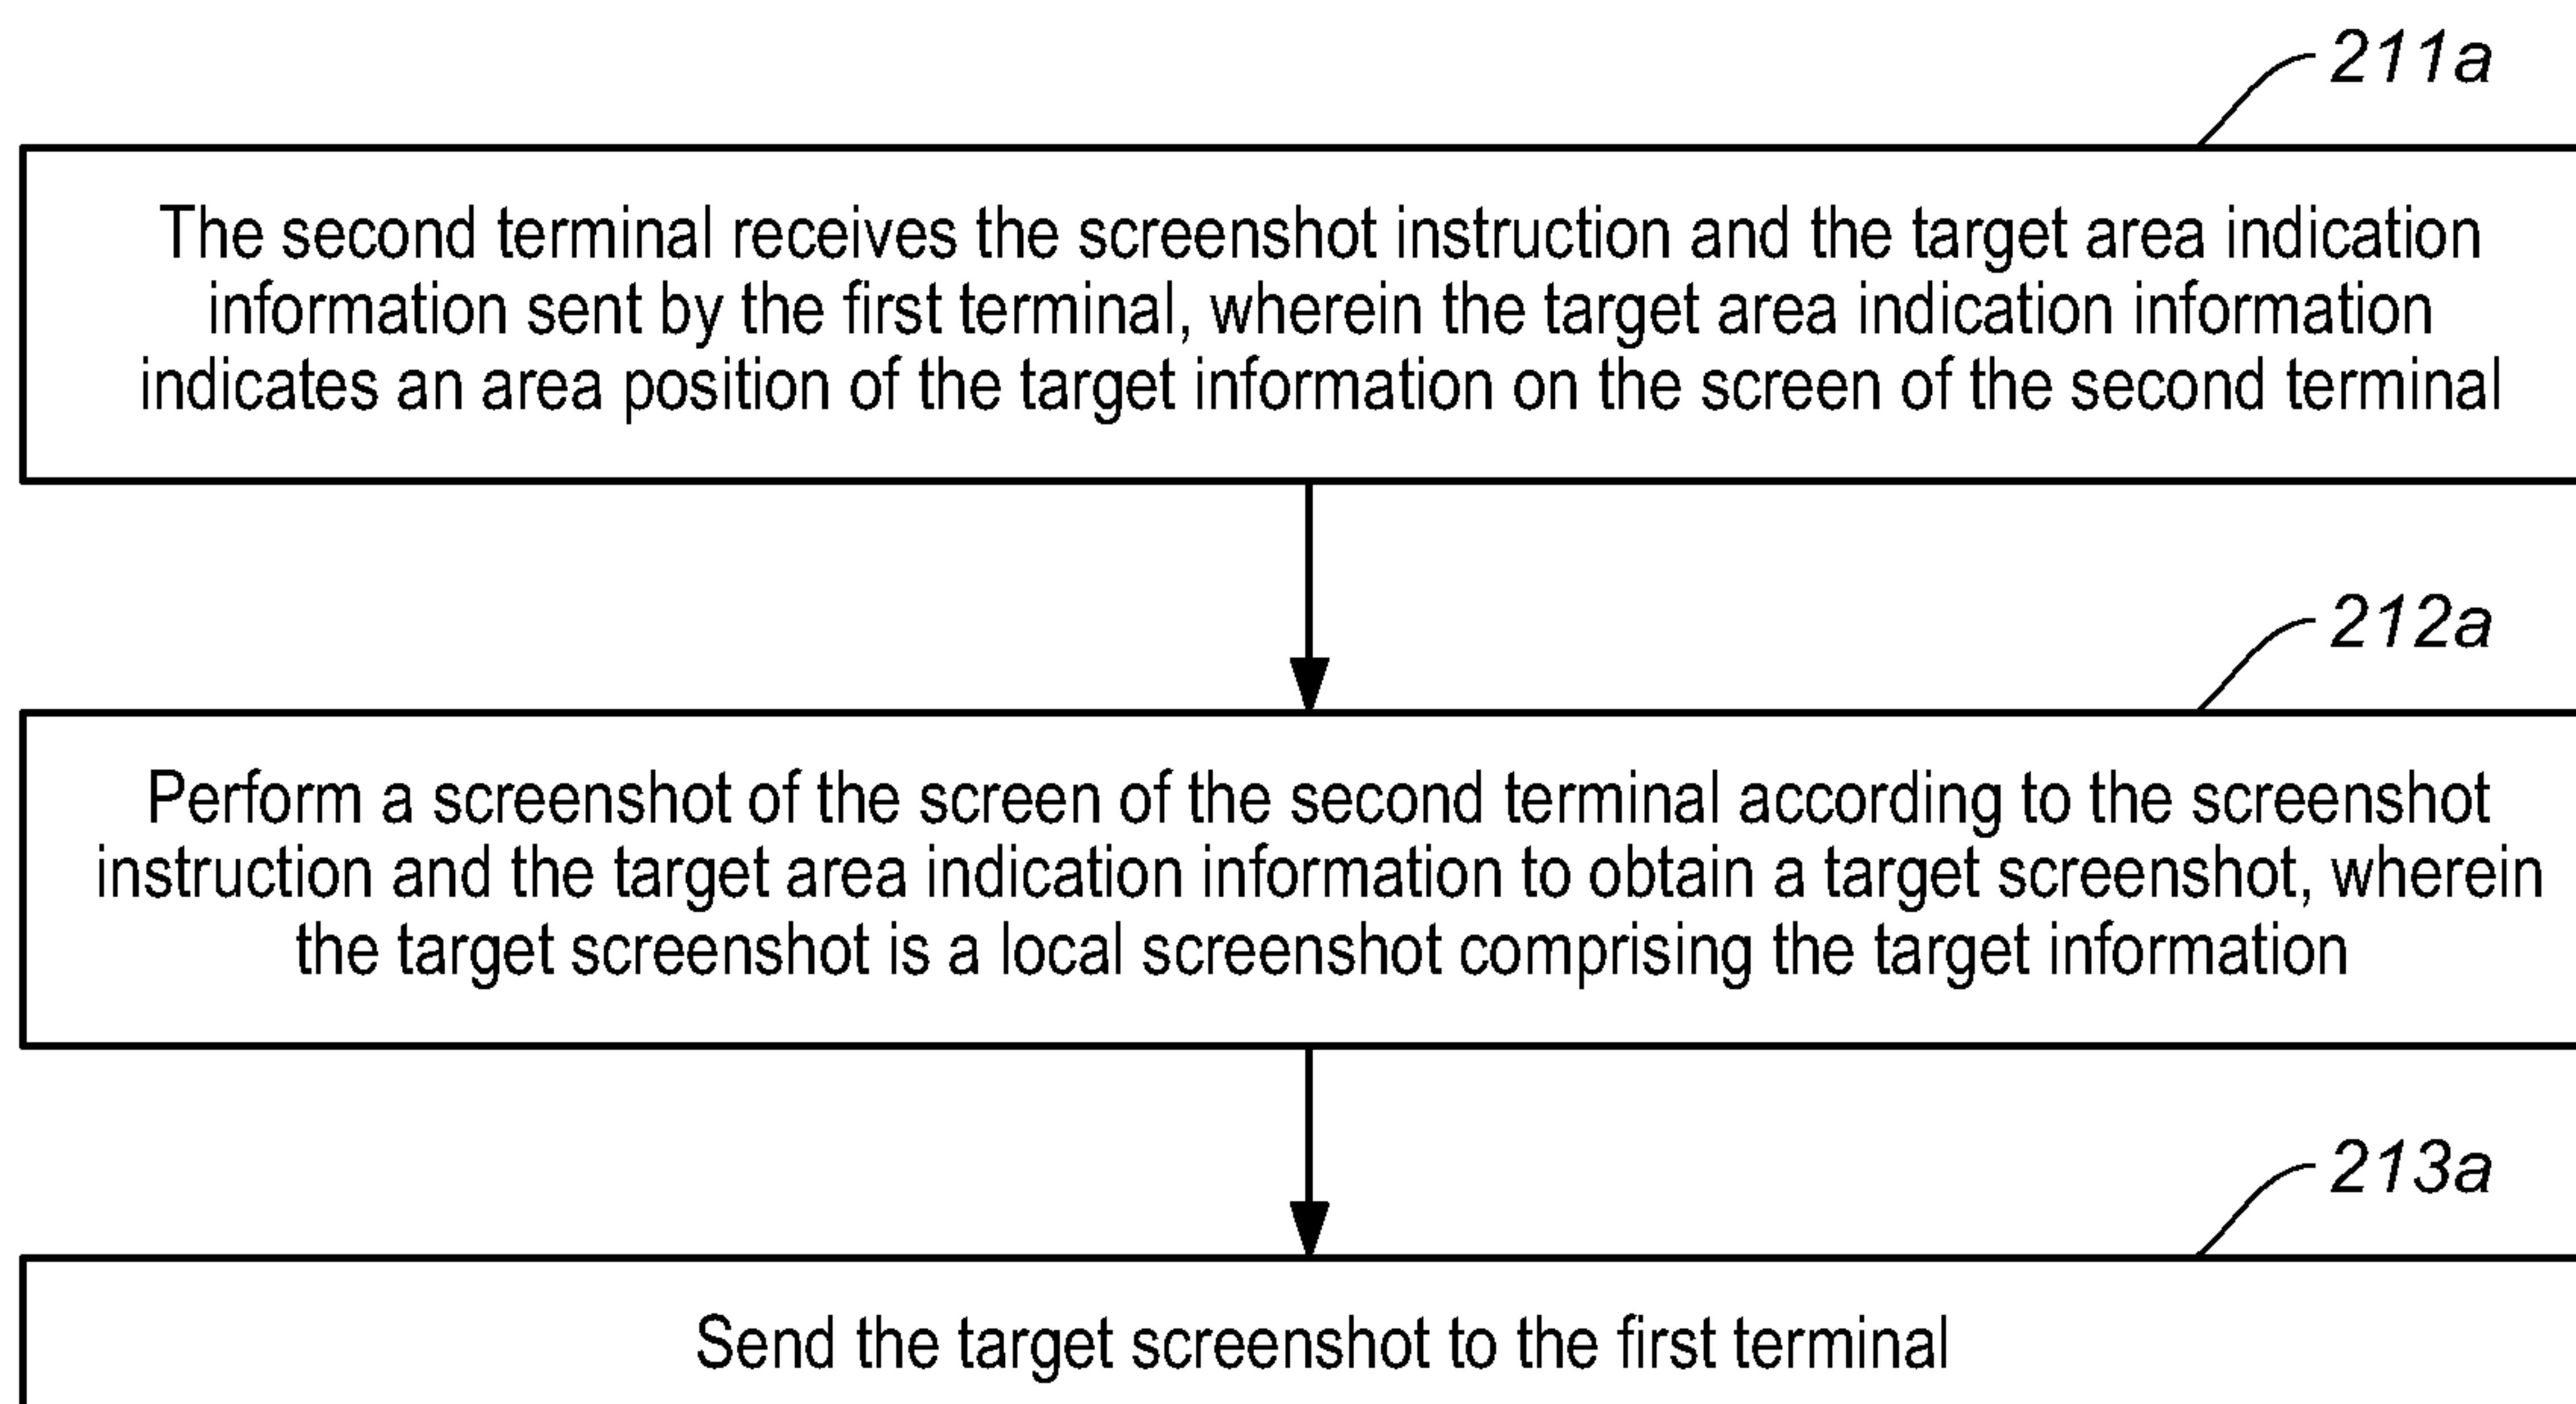 211a
The second terminal receives the screenshot instruction and the target area indication
information sent by the first terminal, wherein the target area indication information
indicates an area position of the target information on the screen of the second terminal
212a
Perform a screenshot of the screen of the second terminal according to the screenshot
instruction and the target area indication information to obtain a target screenshot, wherein
the target screenshot is a local screenshot comprising the target information
213a
Send the target screenshot to the first terminal